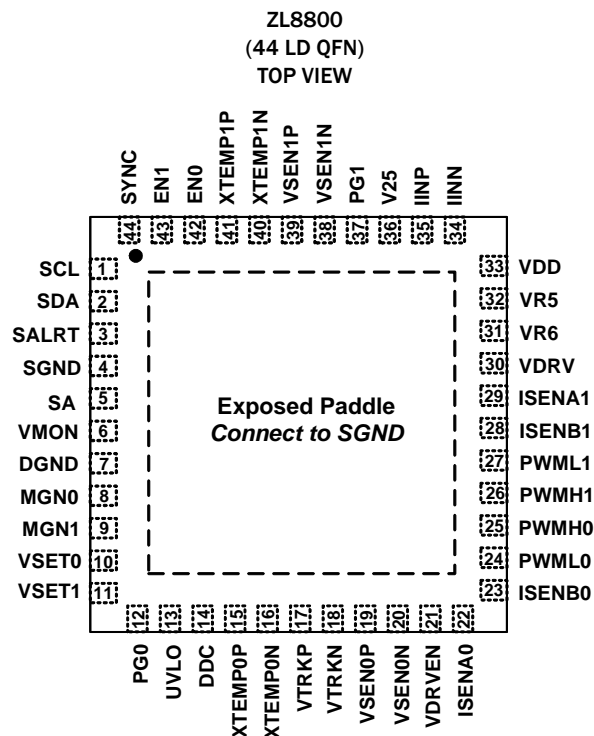 ZL8800
(44 LD QFN)
TOP VIEW
SYNC
EN1
EN0
XTEMP1P
XTEMP1N
VSEN1P
VSEN1N
PG1
V25
IINP
IINN
44
43
42
41
40
39
38
37
36
35
34
SCL 1
SDA 2
SALRT 3
SGND 4
SA 5
VMON 6
DGND 7
MGN0 8
MGN1 9
VSET0 10
VSET1 11
33 VDD
32 VR5
31 VR6
30 VDRV
29 ISENA1
28 ISENB1
27 PWML1
26 PWMH1
25 PWMH0
24 PWML0
23 ISENB0
Exposed Paddle
Connect to SGND
12
13
14
15
16
17
18
19
20
21
22
PG0
UVLO
DDC
XTEMP0P
XTEMP0N
VTRKP
VTRKN
VSEN0P
VSEN0N
VDRVEN
ISENA0